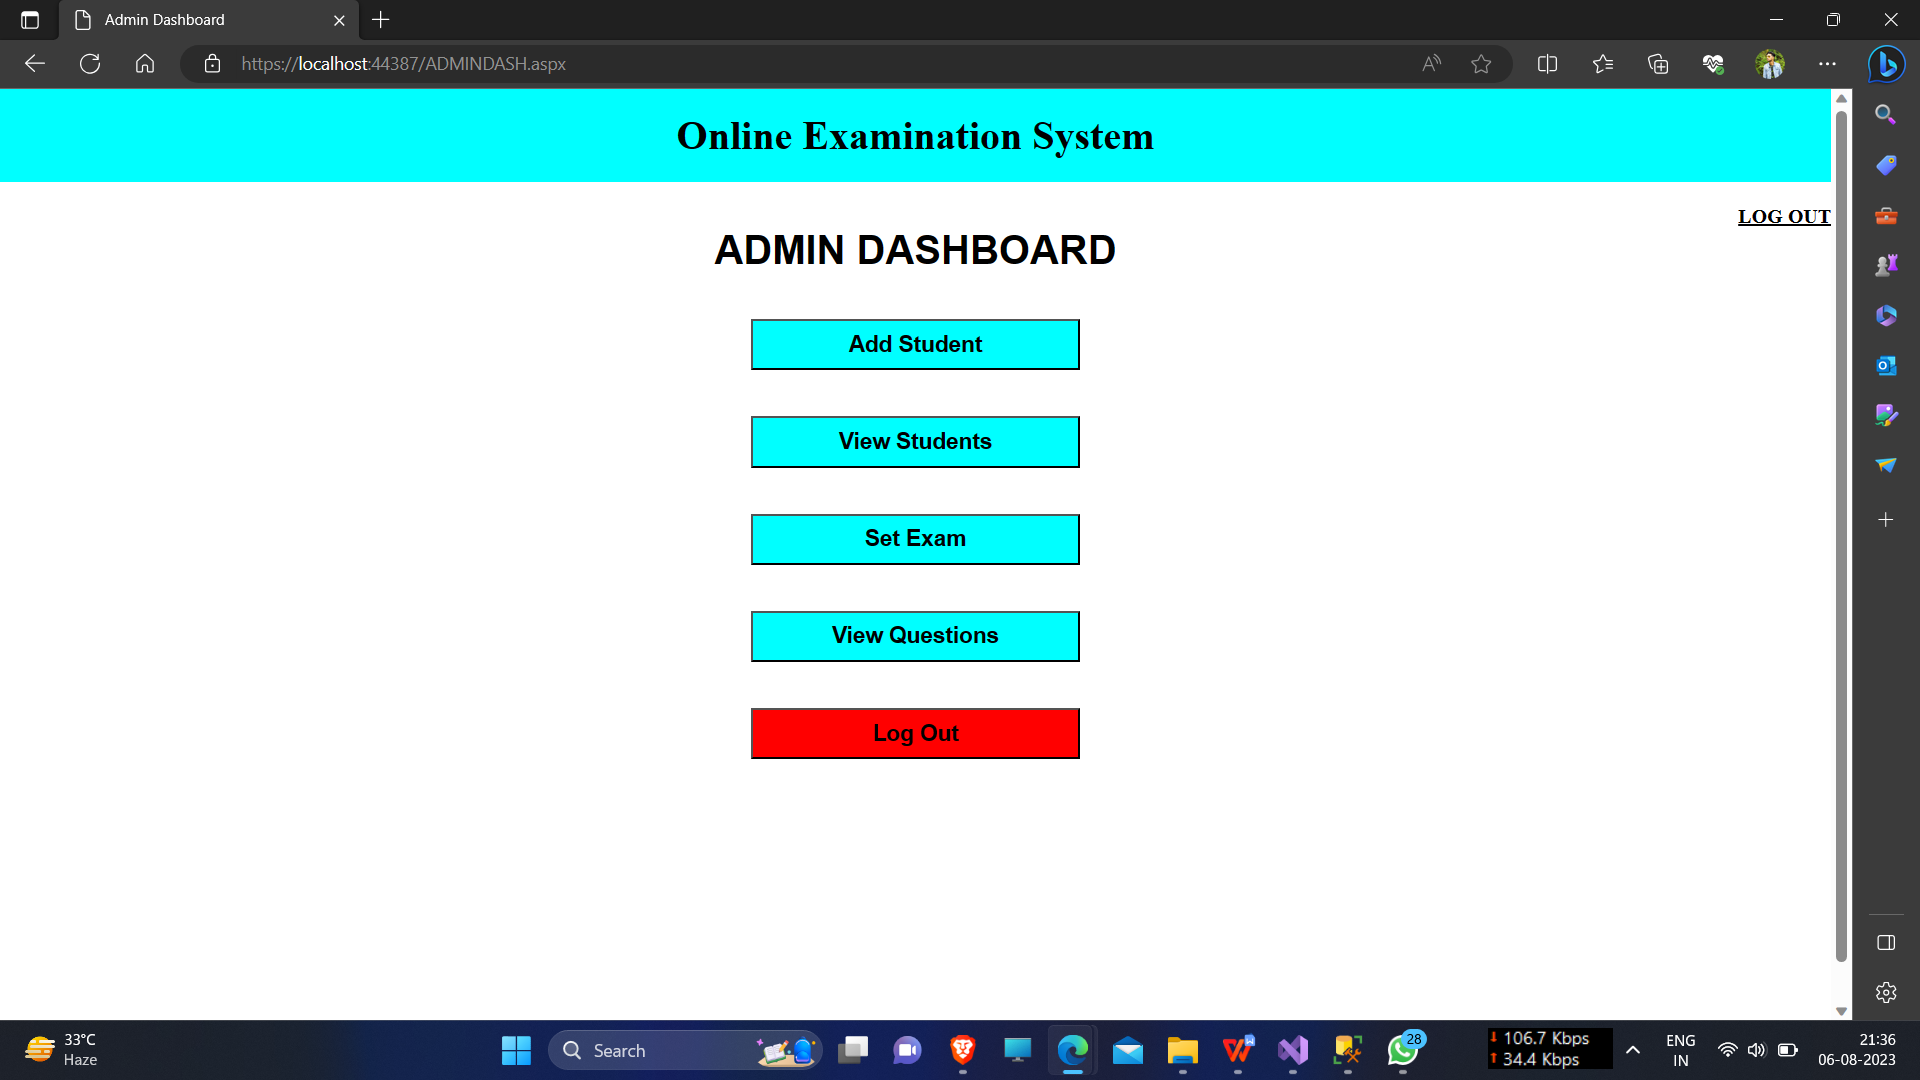 Admin Dashboard
https://localhost:44387/ADMINDASH.aspx
Online Examination System
LOG OUT
ADMIN DASHBOARD
Add Student
View Students
Set Exam
View Questions
Log Out
33°C
Haze
Search
28
106.7 Kbps
34.4 Kbps
ENG
IN
21:36
06-08-2023